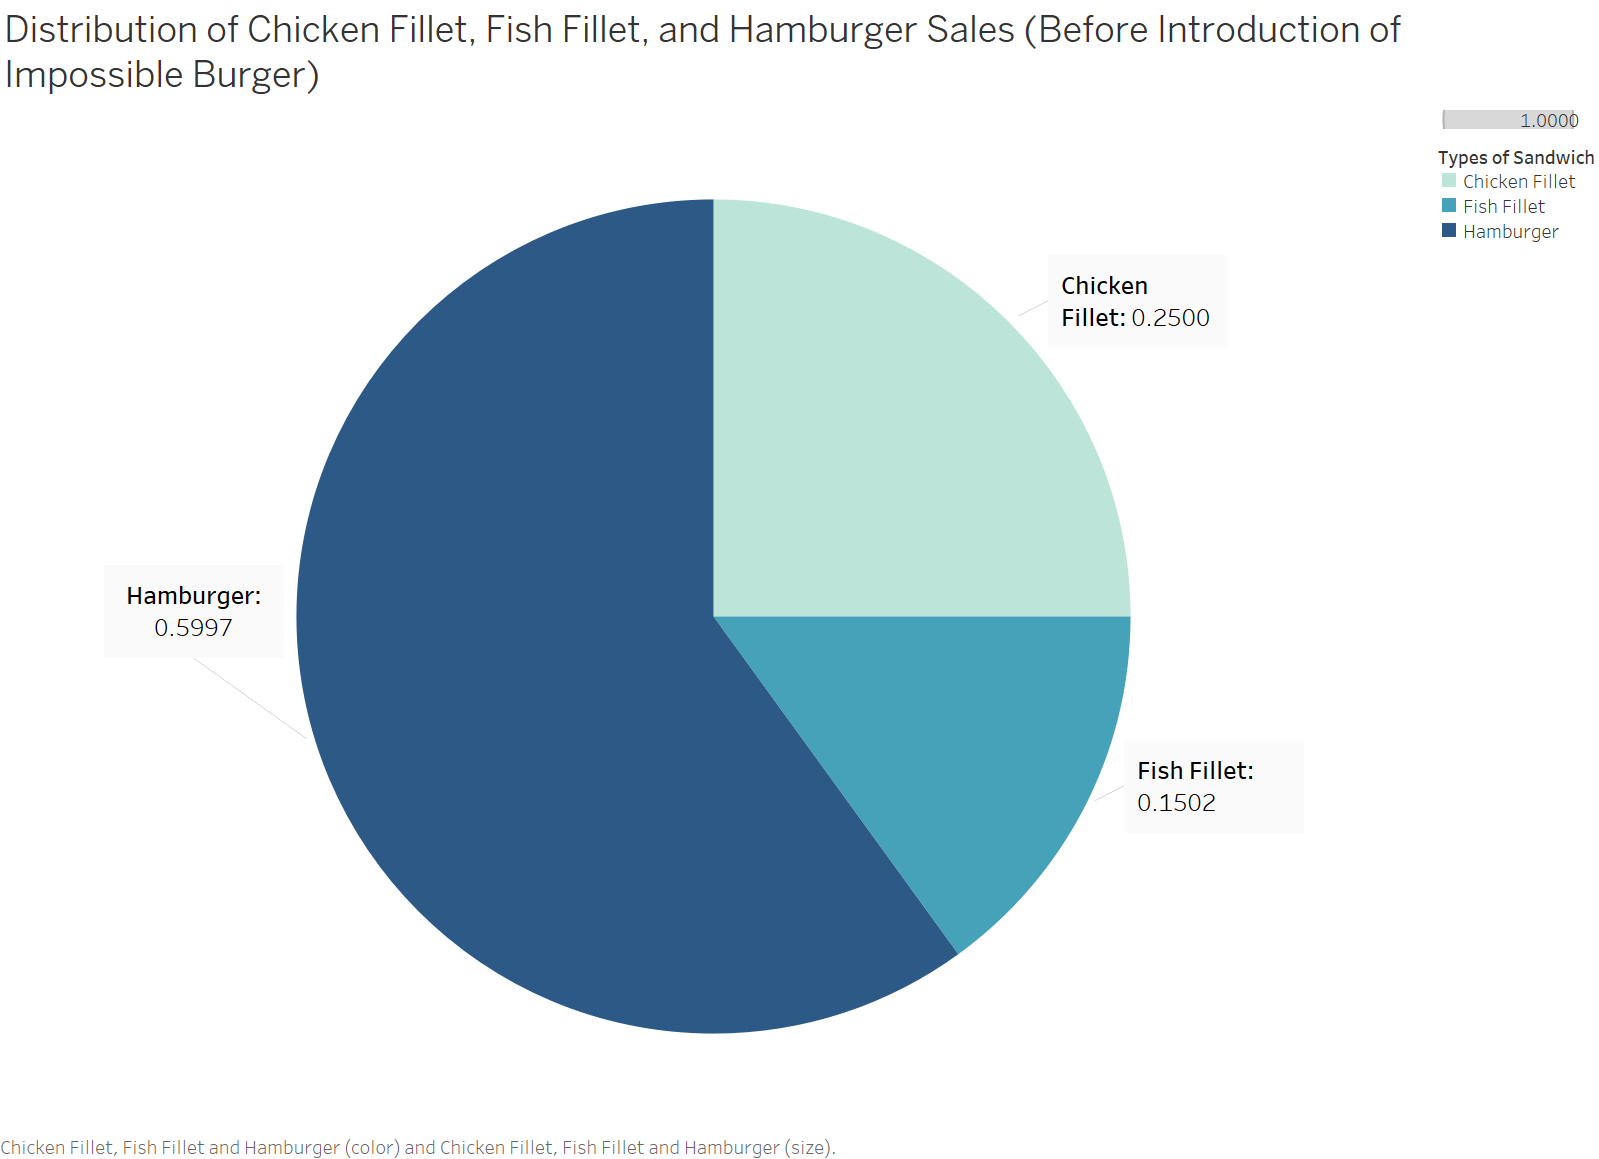 Distribution of Chicken Fillet, Fish Fillet, and Hamburger Sales (Before Introduction of
Impossible Burger)
1.0000
Types of Sandwich
Chicken Fillet
Fish Fillet
Hamburger
Chicken
Fillet: 0.2500
Hamburger:
0.5997
Fish Fillet:
0.1502
Chicken Fillet, Fish Fillet and Hamburger (color) and Chicken Fillet, Fish Fillet and Hamburger (size).